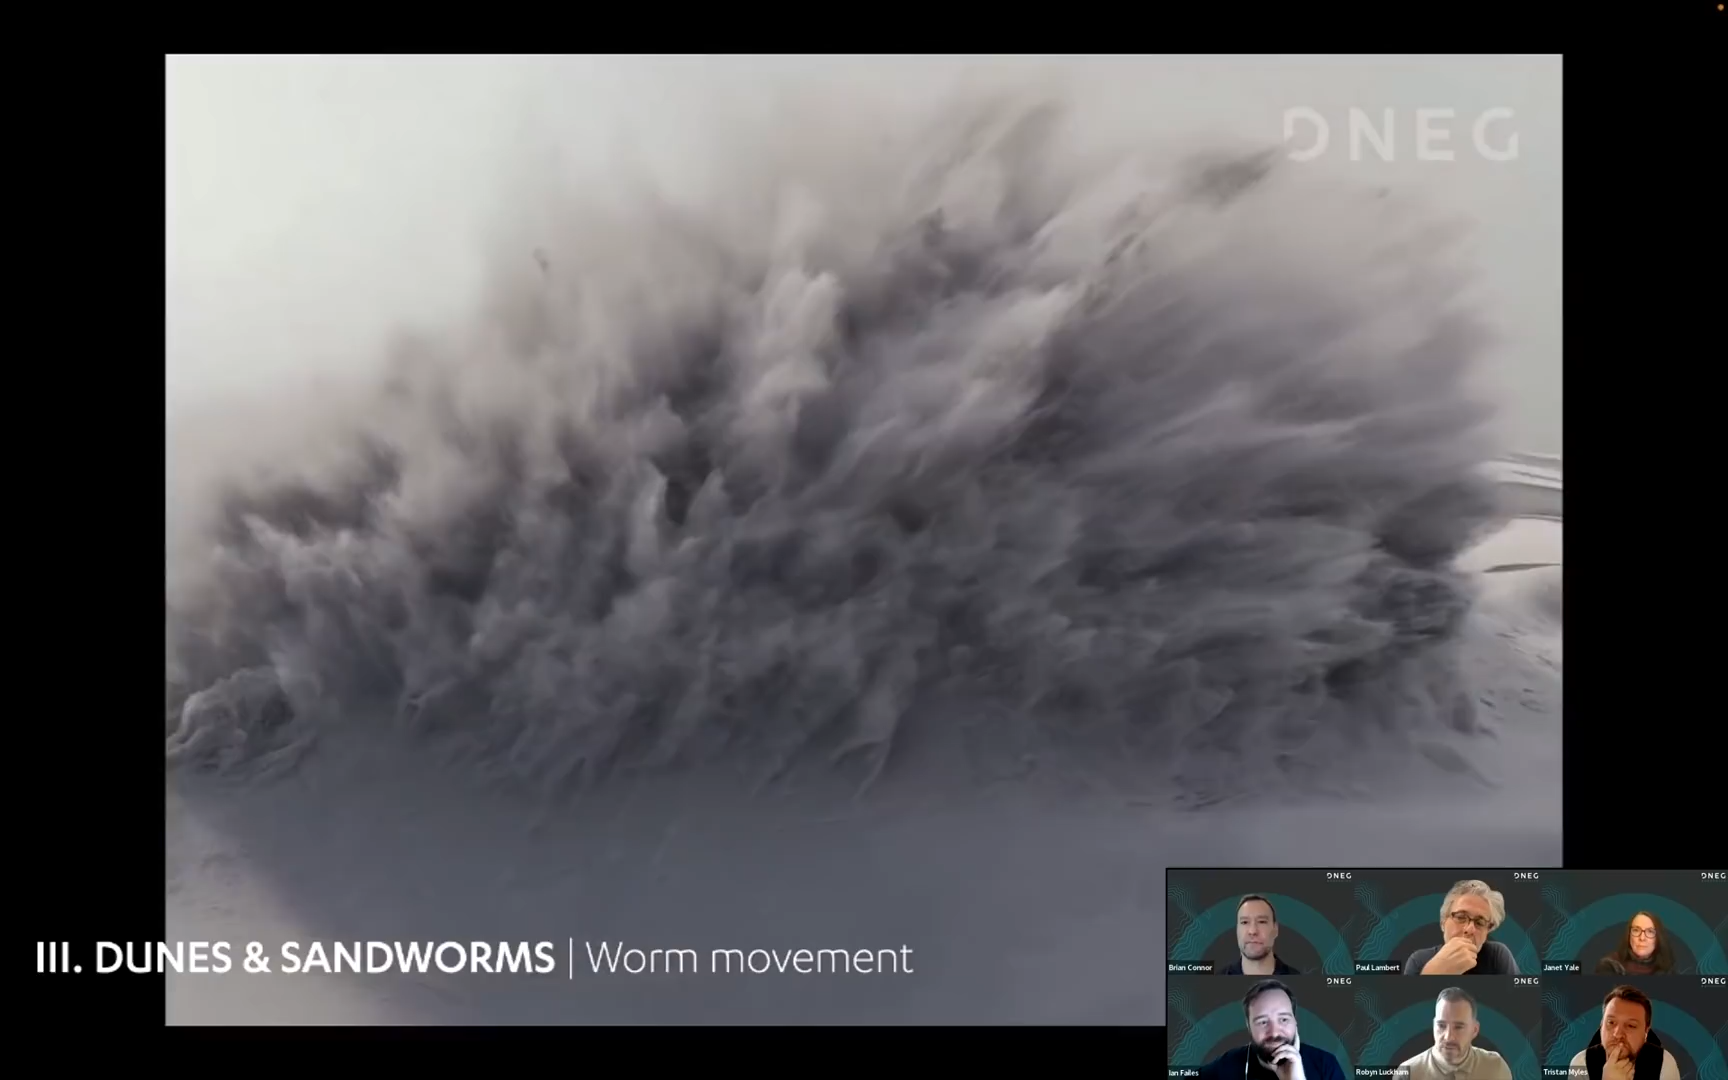 DNEG
III. DUNES & SANDWORMS | Worm movement
DNEG
DNEG
DNEG
Brian Connor
Paul Lambert
Janet Yale
DNEG
DNEG
DNEG
Ian Failes
Robyn Luckham
Tristan Myles